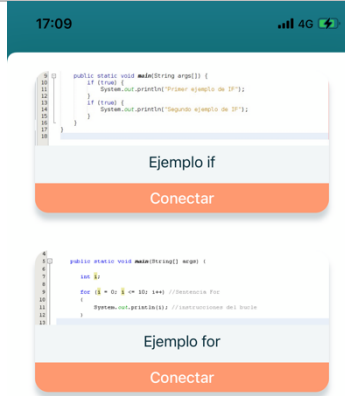 17:09
4G
9 public static void main(String args[]) {
10 if (true) {
11 System.out.println("Primer ejemplo de IF");
12 }
13 if (true) {
14 System.out.println("Segundo ejemplo de IF");
15 }
16 }
17 }
18
Ejemplo if
Conectar
4
5 public static void main(String[] args) {
6
7 int i;
8
9 for (i = 0; i <= 10; i++) //Sentencia For
10 {
11 System.out.println(i); //instrucciones del bucle
12 }
13
Ejemplo for
Conectar